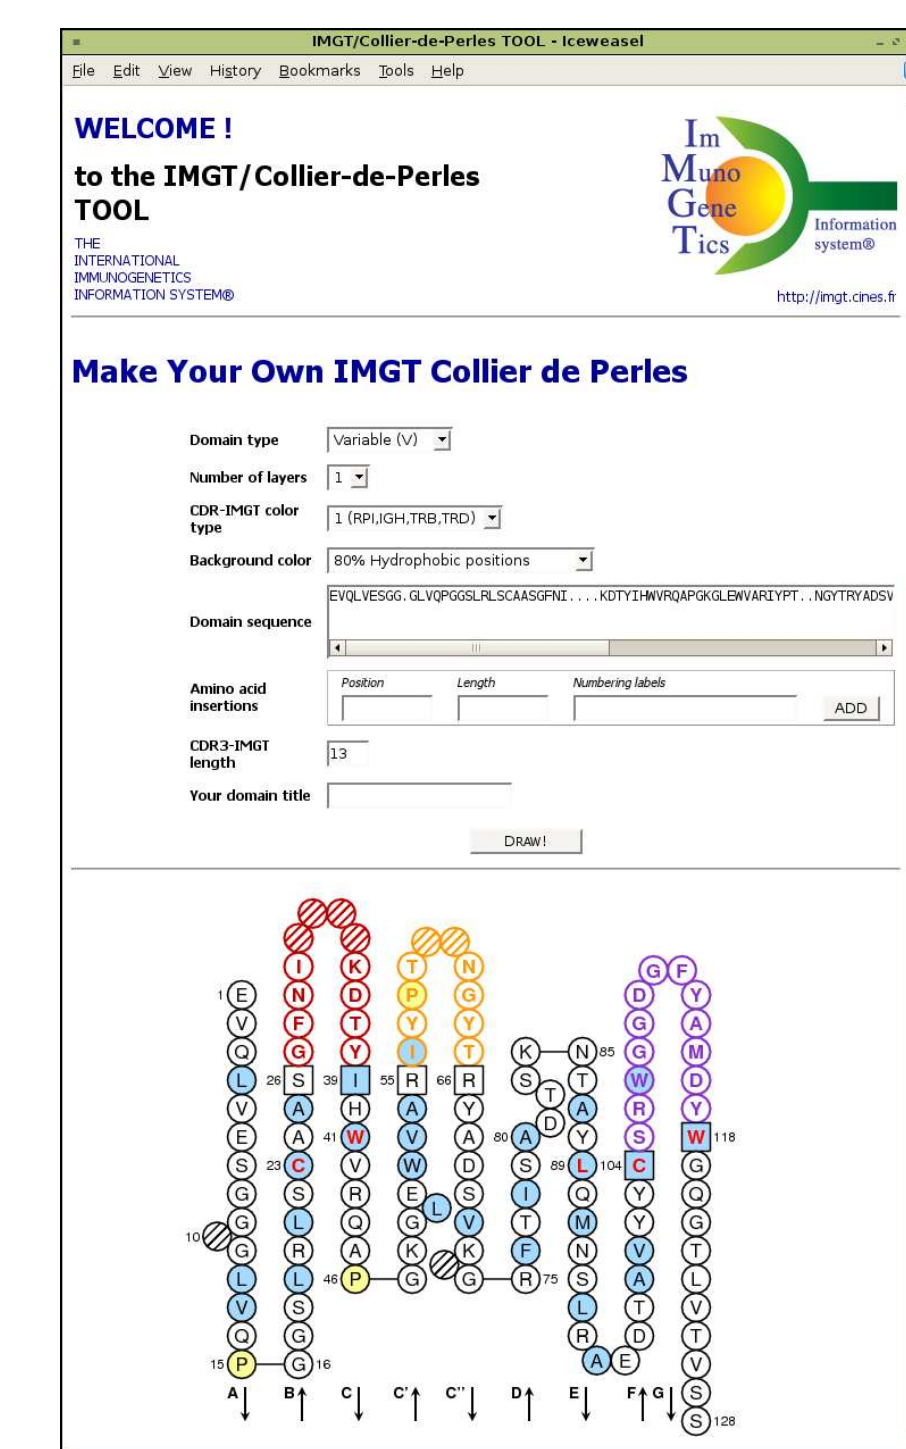 IMGT/Collier-de-Perles TOOL - Iceweasel
File Edit View History Bookmarks Tools Help
WELCOME !
to the IMGT/Collier-de-Perles
TOOL
THE
INTERNATIONAL
IMMUNOGENETICS
INFORMATION SYSTEM®
Im
Muno
Gene
Tics
Information
system®
http://imgt.cines.fr
Make Your Own IMGT Collier de Perles
Domain type Variable (V)
Number of layers 1
CDR-IMGT color
type 1 (RPI,IGH,TRB,TRD)
Background color 80% Hydrophobic positions
Domain sequence EVQLVESGG.GLVQPGGSLRLSCAASGFNI....KDTYIHWVRQAPGKGLEWVARIYPT..NGYTRYADSV
Amino acid
insertions
Position Length Numbering labels
ADD
CDR3-IMGT
length 13
Your domain title
DRAW!
G F
I K T N D Y
1 E N D P G G A
V F T Y Y K N 85 G M
Q G Y I T S T W D
L 26 S 39 I 55 R 66 R T A R Y
V A H A Y D Y S W 118
E A 41 W V A 80 A L 89 104 C G
S 23 C V W D S Q Y Q
G S R E L S I M Y G
10 G L Q G V T N V T
G R A K K F S A L
L L 46 P G G R 75 L T V
V S R D T
Q G A E V
15 P G 16 S
A B C C' C'' D E F G
S 128